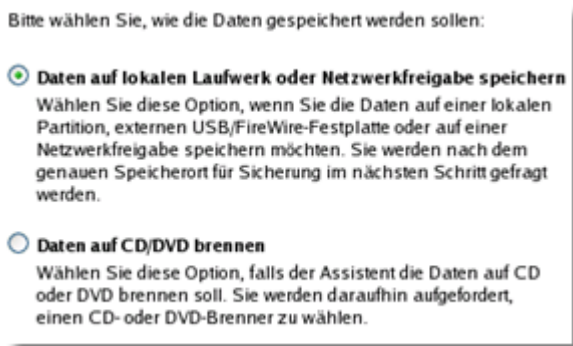 Bitte wählen Sie, wie die Daten gespeichert werden sollen:
Daten auf lokalen Laufwerk oder Netzwerkfreigabe speichern
Wählen Sie diese Option, wenn Sie die Daten auf einer lokalen
Partition, externen USB/FireWire-Festplatte oder auf einer
Netzwerkfreigabe speichern möchten. Sie werden nach dem
genauen Speicherort für Sicherung im nächsten Schritt gefragt
werden.
Daten auf CD/DVD brennen
Wählen Sie diese Option, falls der Assistent die Daten auf CD
oder DVD brennen soll. Sie werden daraufhin aufgefordert,
einen CD- oder DVD-Brenner zu wählen.